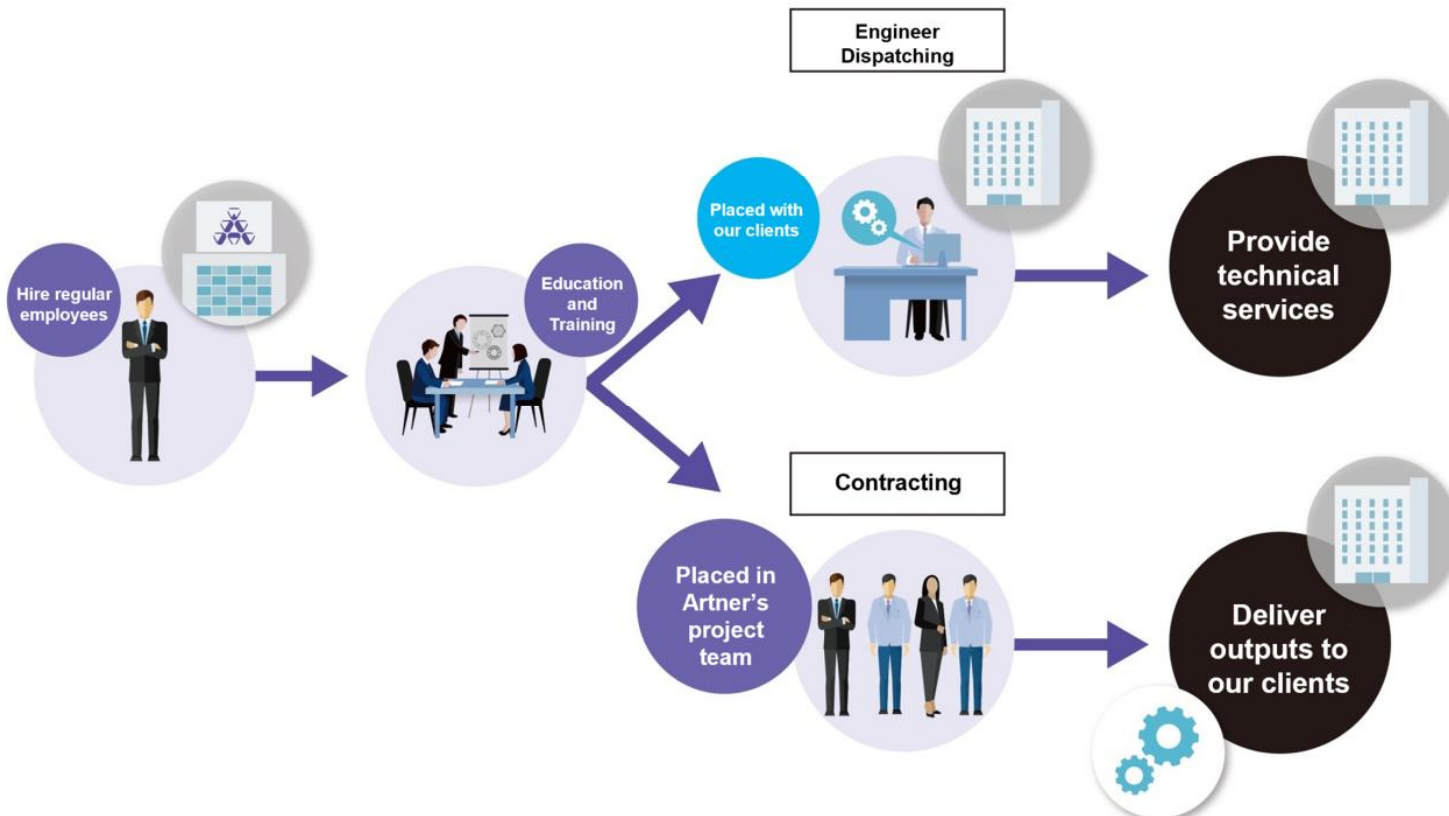 Engineer
Dispatching
Hire regular
employees
Education
and
Training
Placed with
our clients
Provide
technical
services
Contracting
Placed in
Artner’s
project
team
Deliver
outputs to
our clients